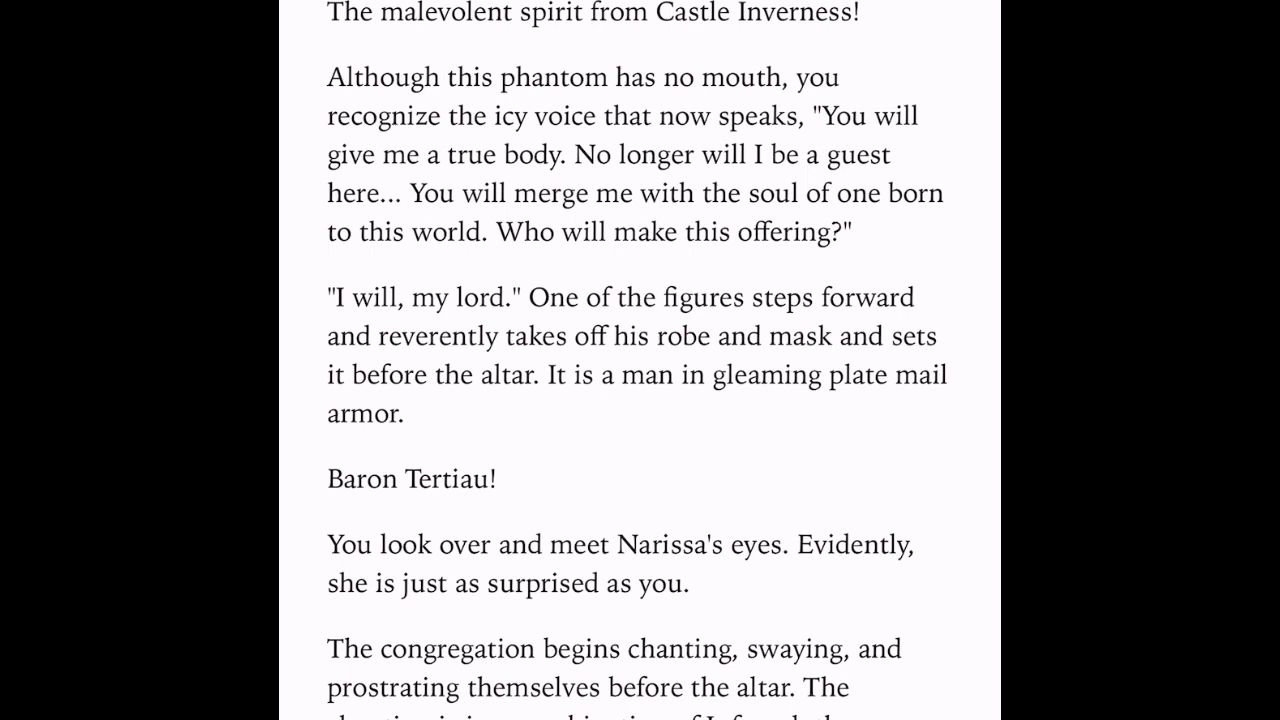 The malevolent spirit from Castle Inverness!
Although this phantom has no mouth, you
recognize the icy voice that now speaks, "You will
give me a true body. No longer will I be a guest
here... You will merge me with the soul of one born
to this world. Who will make this offering?"
"I will, my lord." One of the figures steps forward
and reverently takes off his robe and mask and sets
it before the altar. It is a man in gleaming plate mail
armor.
Baron Tertiau!
You look over and meet Narissa's eyes. Evidently,
she is just as surprised as you.
The congregation begins chanting, swaying, and
prostrating themselves before the altar. The